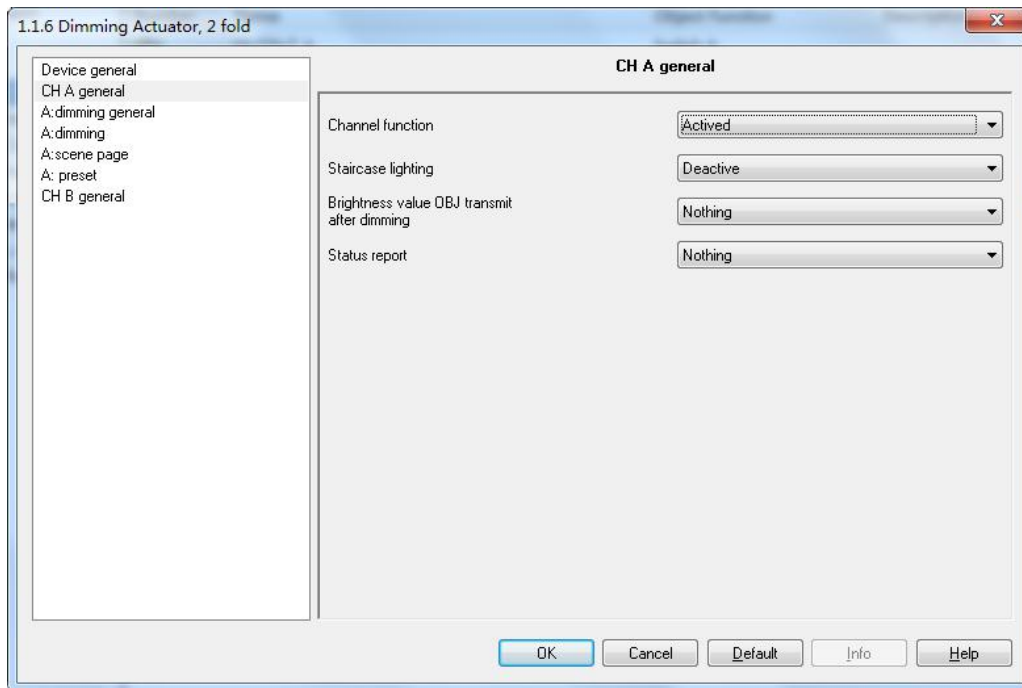 1.1.6 Dimming Actuator, 2 fold
Device general
CH A general
A:dimming general
A:dimming
A:scene page
A: preset
CH B general
CH A general
Channel function
Actived
Staircase lighting
Deactive
Brightness value OBJ transmit
after dimming
Nothing
Status report
Nothing
OK
Cancel
Default
Info
Help